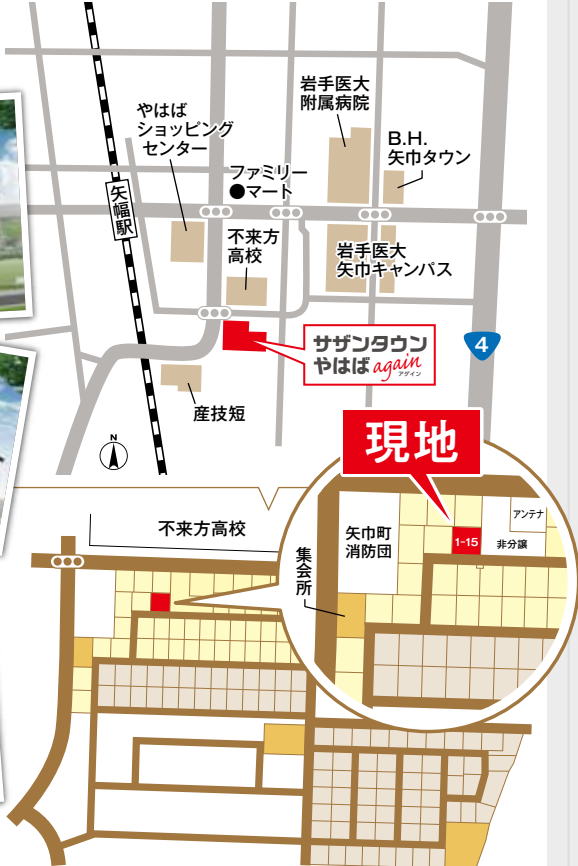 岩手医大
附属病院
やはば
ショッピング
センター
B.H.
矢巾タウン
ファミリー
●マート
矢幅駅
不来方
高校
岩手医大
矢巾キャンパス
サザンタウン
やはば again
アゲイン
4
産技短
N
現地
不来方高校
矢巾町
消防団
アンテナ
1-15
非分譲
集会所